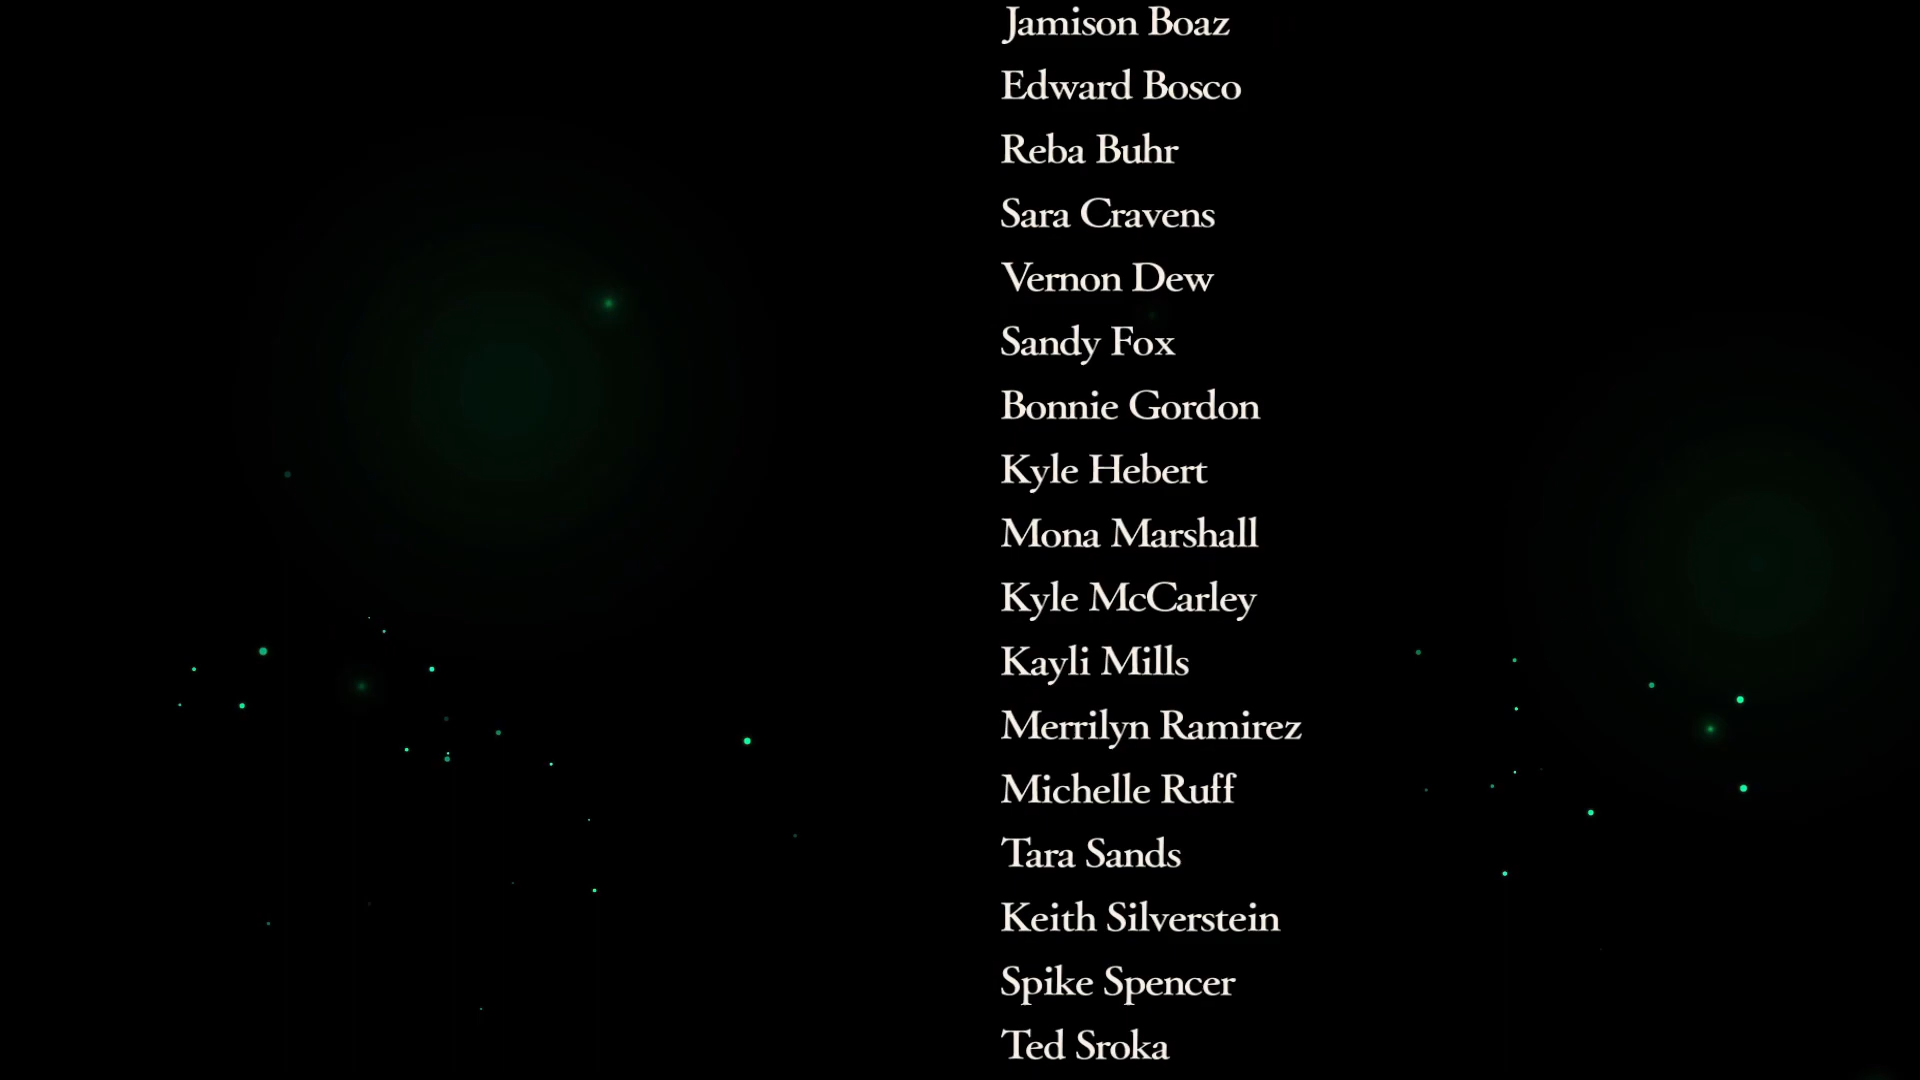 Jamison Boaz
Edward Bosco
Reba Buhr
Sara Cravens
Vernon Dew
Sandy Fox
Bonnie Gordon
Kyle Hebert
Mona Marshall
Kyle McCarley
Kayli Mills
Merrilyn Ramirez
Michelle Ruff
Tara Sands
Keith Silverstein
Spike Spencer
Ted Sroka